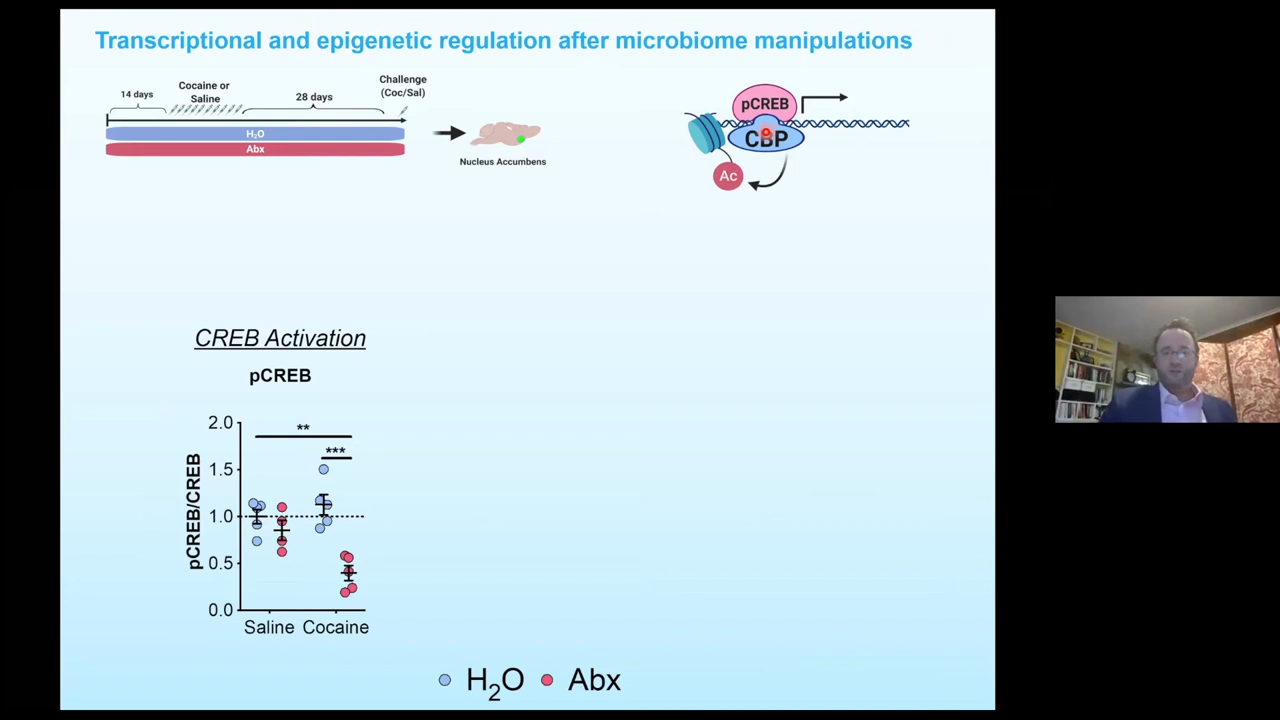 Transcriptional and epigenetic regulation after microbiome manipulations
14 days
Cocaine or
Saline
28 days
Challenge
(Coc/Sal)
H₂O
Abx
Nucleus Accumbens
pCREB
CBP
Ac
CREB Activation
pCREB
**
***
pCREB/CREB
2.0
1.5
1.0
0.5
0.0
Saline Cocaine
H₂O Abx